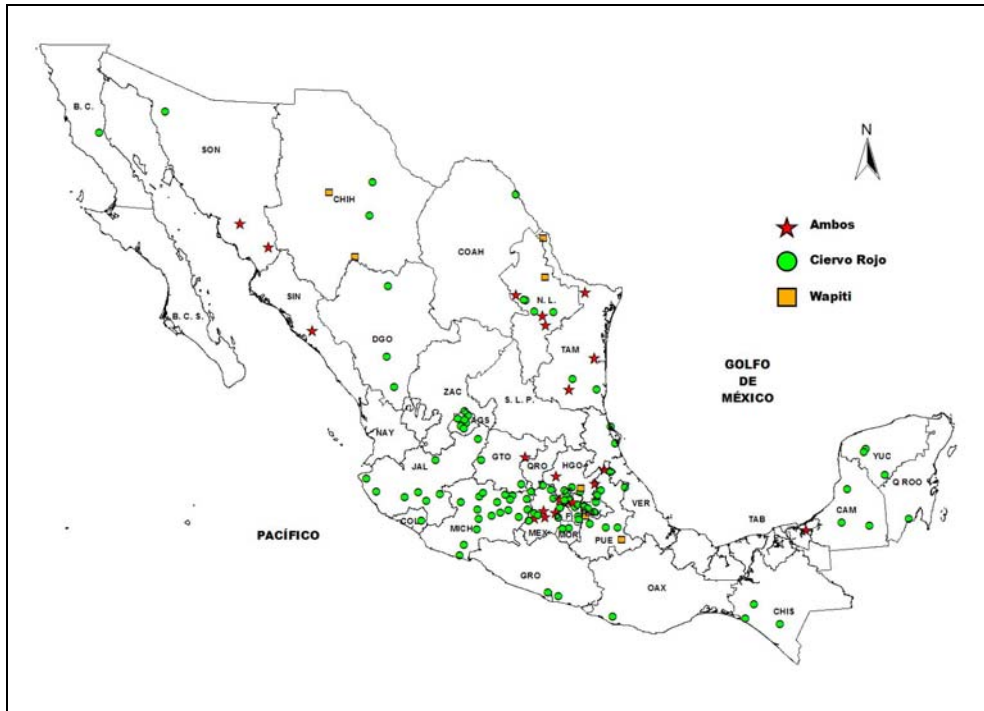 N
B. C.
SON
CHIH
COAH
Ambos
Ciervo Rojo
Wapiti
SIN
N. L.
B. C. S.
DGO
TAM
GOLFO
DE
MÉXICO
ZAC
S. L. P.
AGS
NAY
YUC
JAL
GTO
QRO
HGO
Q ROO
VER
CAM
COL
TAB
PACÍFICO
MICH
MEX
MOR
PUE
GRO
OAX
CHIS